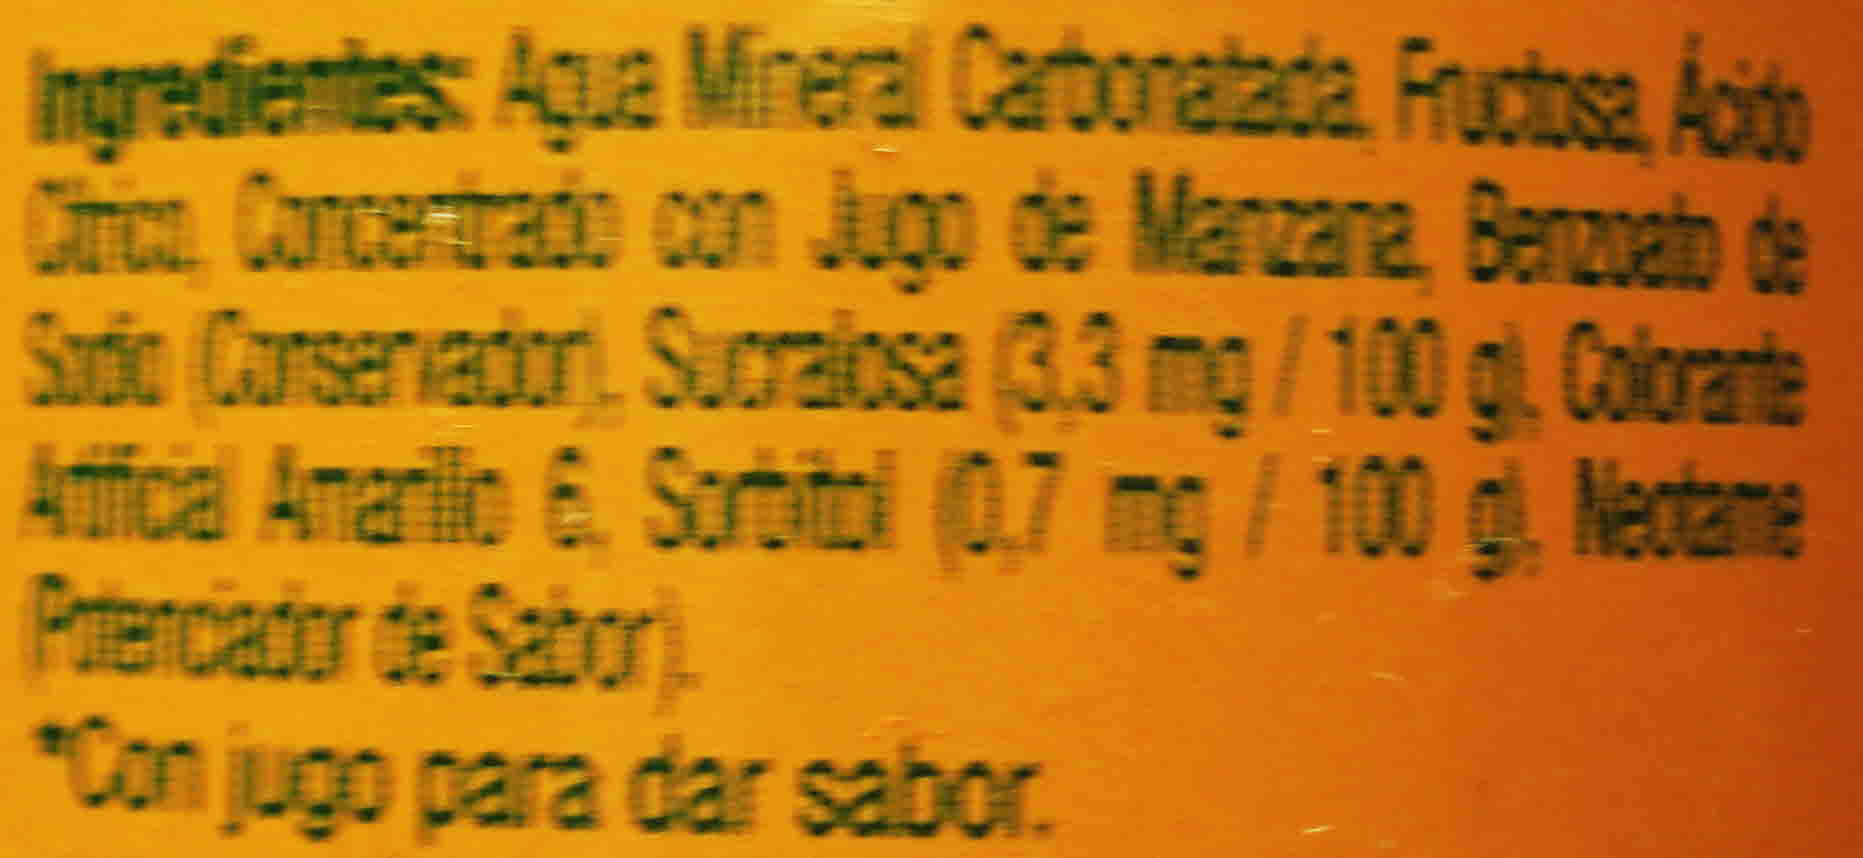 Ingredientes: Agua Mineral Carbonatada, Fructosa, Ácido
Cítrico, Concentrado con Jugo de Manzana, Benzoato de
Sodio (Conservador), Sucralosa (3,3 mg / 100 g), Colorante
Artificial Amarillo 6, Sorbitol (0,7 mg / 100 g), Neotame
(Potenciador de Sabor).
*Con jugo para dar sabor.